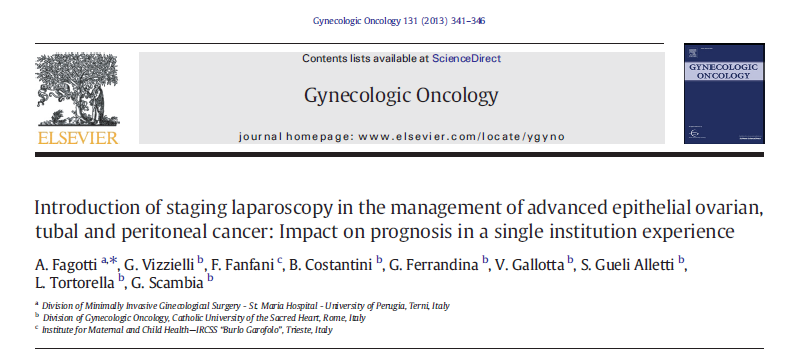 Gynecologic Oncology 131 (2013) 341–346
Contents lists available at ScienceDirect
Gynecologic Oncology
journal homepage: www.elsevier.com/locate/ygyno
ELSEVIER
GYNECOLOGIC
ONCOLOGY
Introduction of staging laparoscopy in the management of advanced epithelial ovarian,
tubal and peritoneal cancer: Impact on prognosis in a single institution experience
A. Fagotti a,*, G. Vizzielli b, F. Fanfani c, B. Costantini b, G. Ferrandina b, V. Gallotta b, S. Gueli Alletti b,
L. Tortorella b, G. Scambia b
a Division of Minimally Invasive Ginecological Surgery - St. Maria Hospital - University of Perugia, Terni, Italy
b Division of Gynecologic Oncology, Catholic University of the Sacred Heart, Rome, Italy
c Institute for Maternal and Child Health—IRCSS "Burlo Garofolo", Trieste, Italy